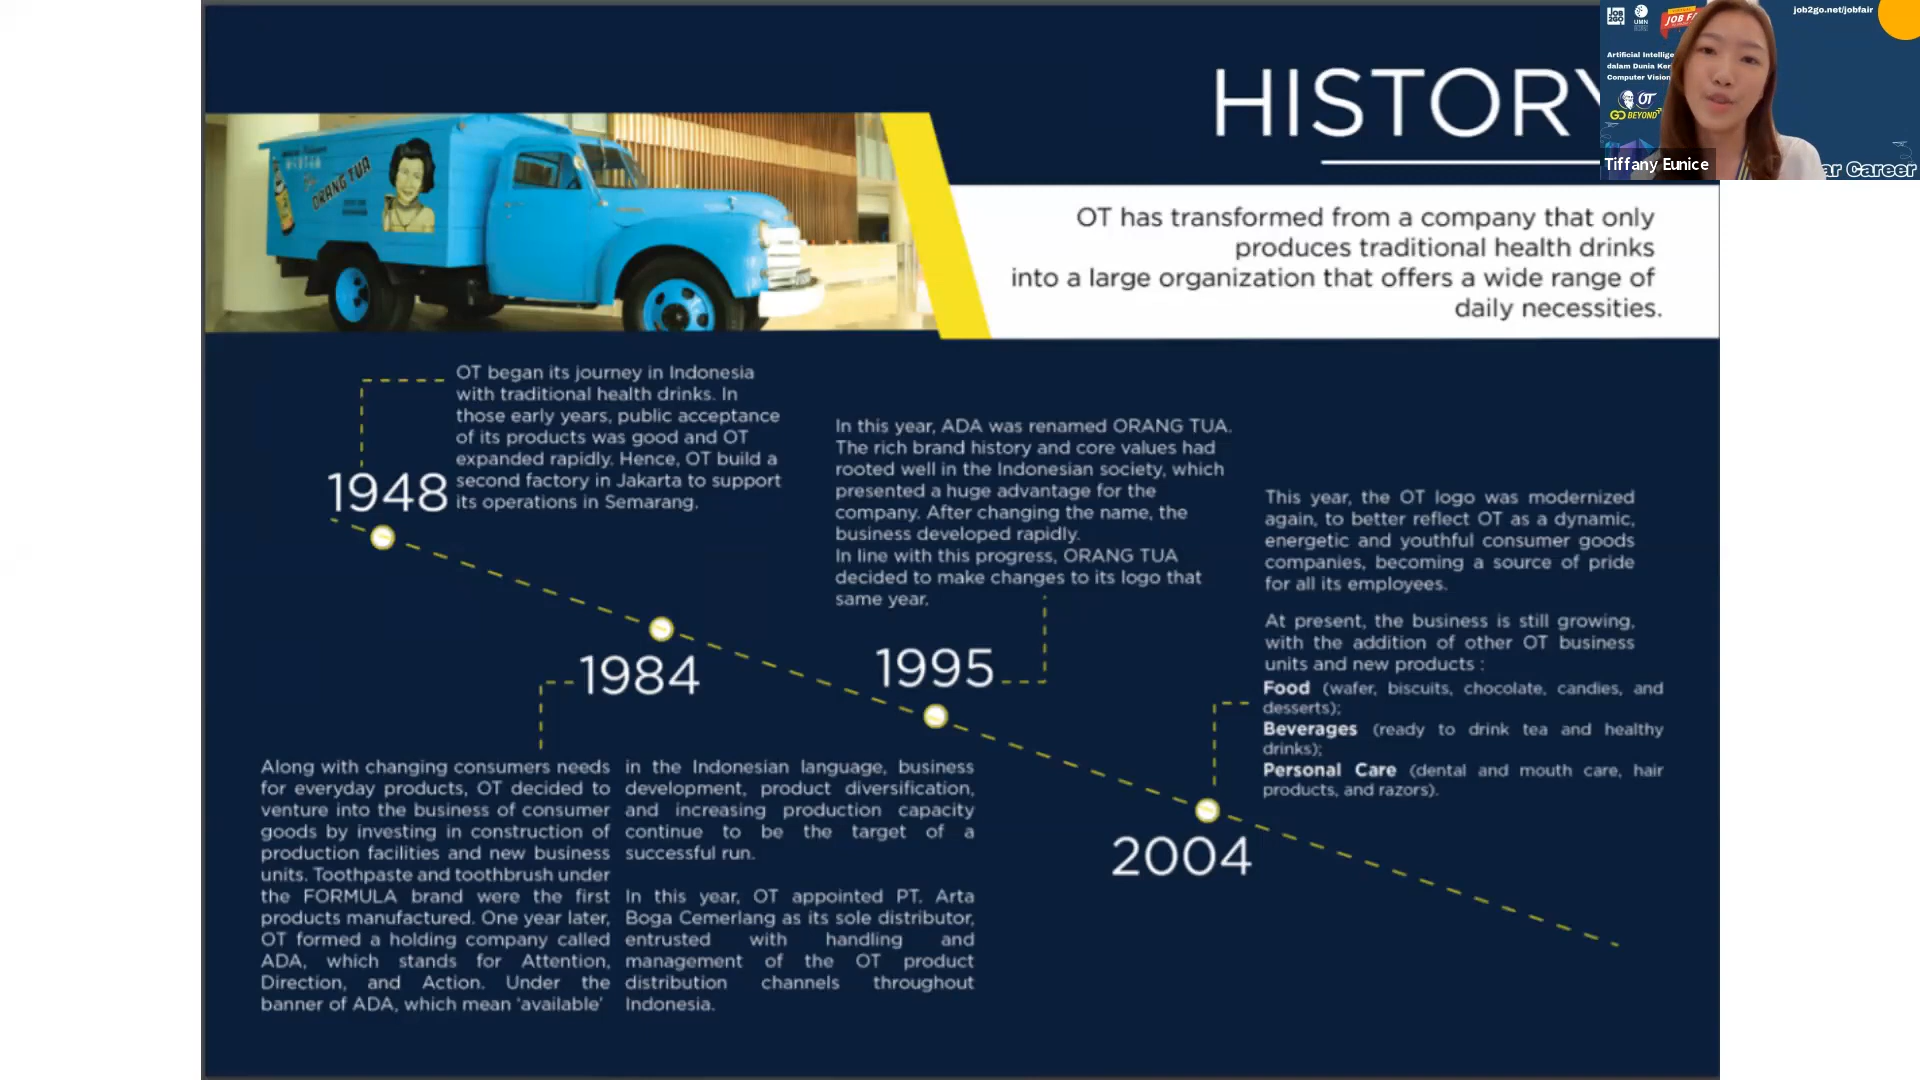 HISTORY
OT has transformed from a company that only
produces traditional health drinks
into a large organization that offers a wide range of
daily necessities.
ORANG TUA
OT began its journey in Indonesia
with traditional health drinks. In
those early years, public acceptance
of its products was good and OT
expanded rapidly. Hence, OT build a
second factory in Jakarta to support
its operations in Semarang.
1948
1984
Along with changing consumers needs
for everyday products, OT decided to
venture into the business of consumer
goods by investing in construction of
production facilities and new business
units. Toothpaste and toothbrush under
the FORMULA brand were the first
products manufactured. One year later,
OT formed a holding company called
ADA, which stands for Attention,
Direction, and Action. Under the
banner of ADA, which mean 'available'
in the Indonesian language, business
development, product diversification,
and increasing production capacity
continue to be the target of a
successful run.
In this year, OT appointed PT. Arta
Boga Cemerlang as its sole distributor,
entrusted with handling and
management of the OT product
distribution channels throughout
Indonesia.
In this year, ADA was renamed ORANG TUA.
The rich brand history and core values had
rooted well in the Indonesian society, which
presented a huge advantage for the
company. After changing the name, the
business developed rapidly.
In line with this progress, ORANG TUA
decided to make changes to its logo that
same year.
1995
This year, the OT logo was modernized
again, to better reflect OT as a dynamic,
energetic and youthful consumer goods
companies, becoming a source of pride
for all its employees.
At present, the business is still growing,
with the addition of other OT business
units and new products :
Food (wafer, biscuits, chocolate, candies, and
desserts);
Beverages (ready to drink tea and healthy
drinks);
Personal Care (dental and mouth care, hair
products, and razors).
2004
JOB2GO
UMN
JOB FA
job2go.net/jobfair
Artificial Intellige
dalam Dunia Ker
Computer Vision
OT
GO BEYOND
Tiffany Eunice
ar Career